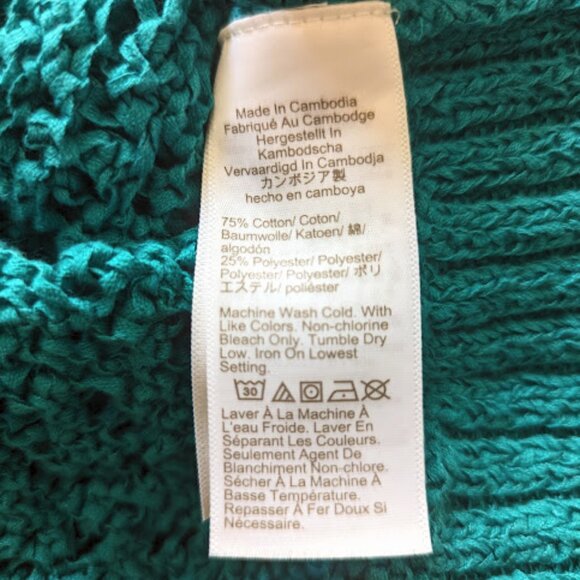 Made In Cambodia
Fabriqué Au Cambodge
Hergestellt In
Kambodscha
Vervaardigd In Cambodja
カンボジア製
hecho en camboya
75% Cotton/ Coton/
Baumwolle/ Katoen/ 綿/
algodón
25% Polyester/ Polyester/
Polyester/ Polyester/ ポリ
エステル/ poliéster
Machine Wash Cold. With
Like Colors. Non-chlorine
Bleach Only. Tumble Dry
Low. Iron On Lowest
Setting.
30
Laver À La Machine À
L'eau Froide. Laver En
Séparant Les Couleurs.
Seulement Agent De
Blanchiment Non-chlore.
Sécher À La Machine À
Basse Température.
Repasser À Fer Doux Si
Nécessaire.